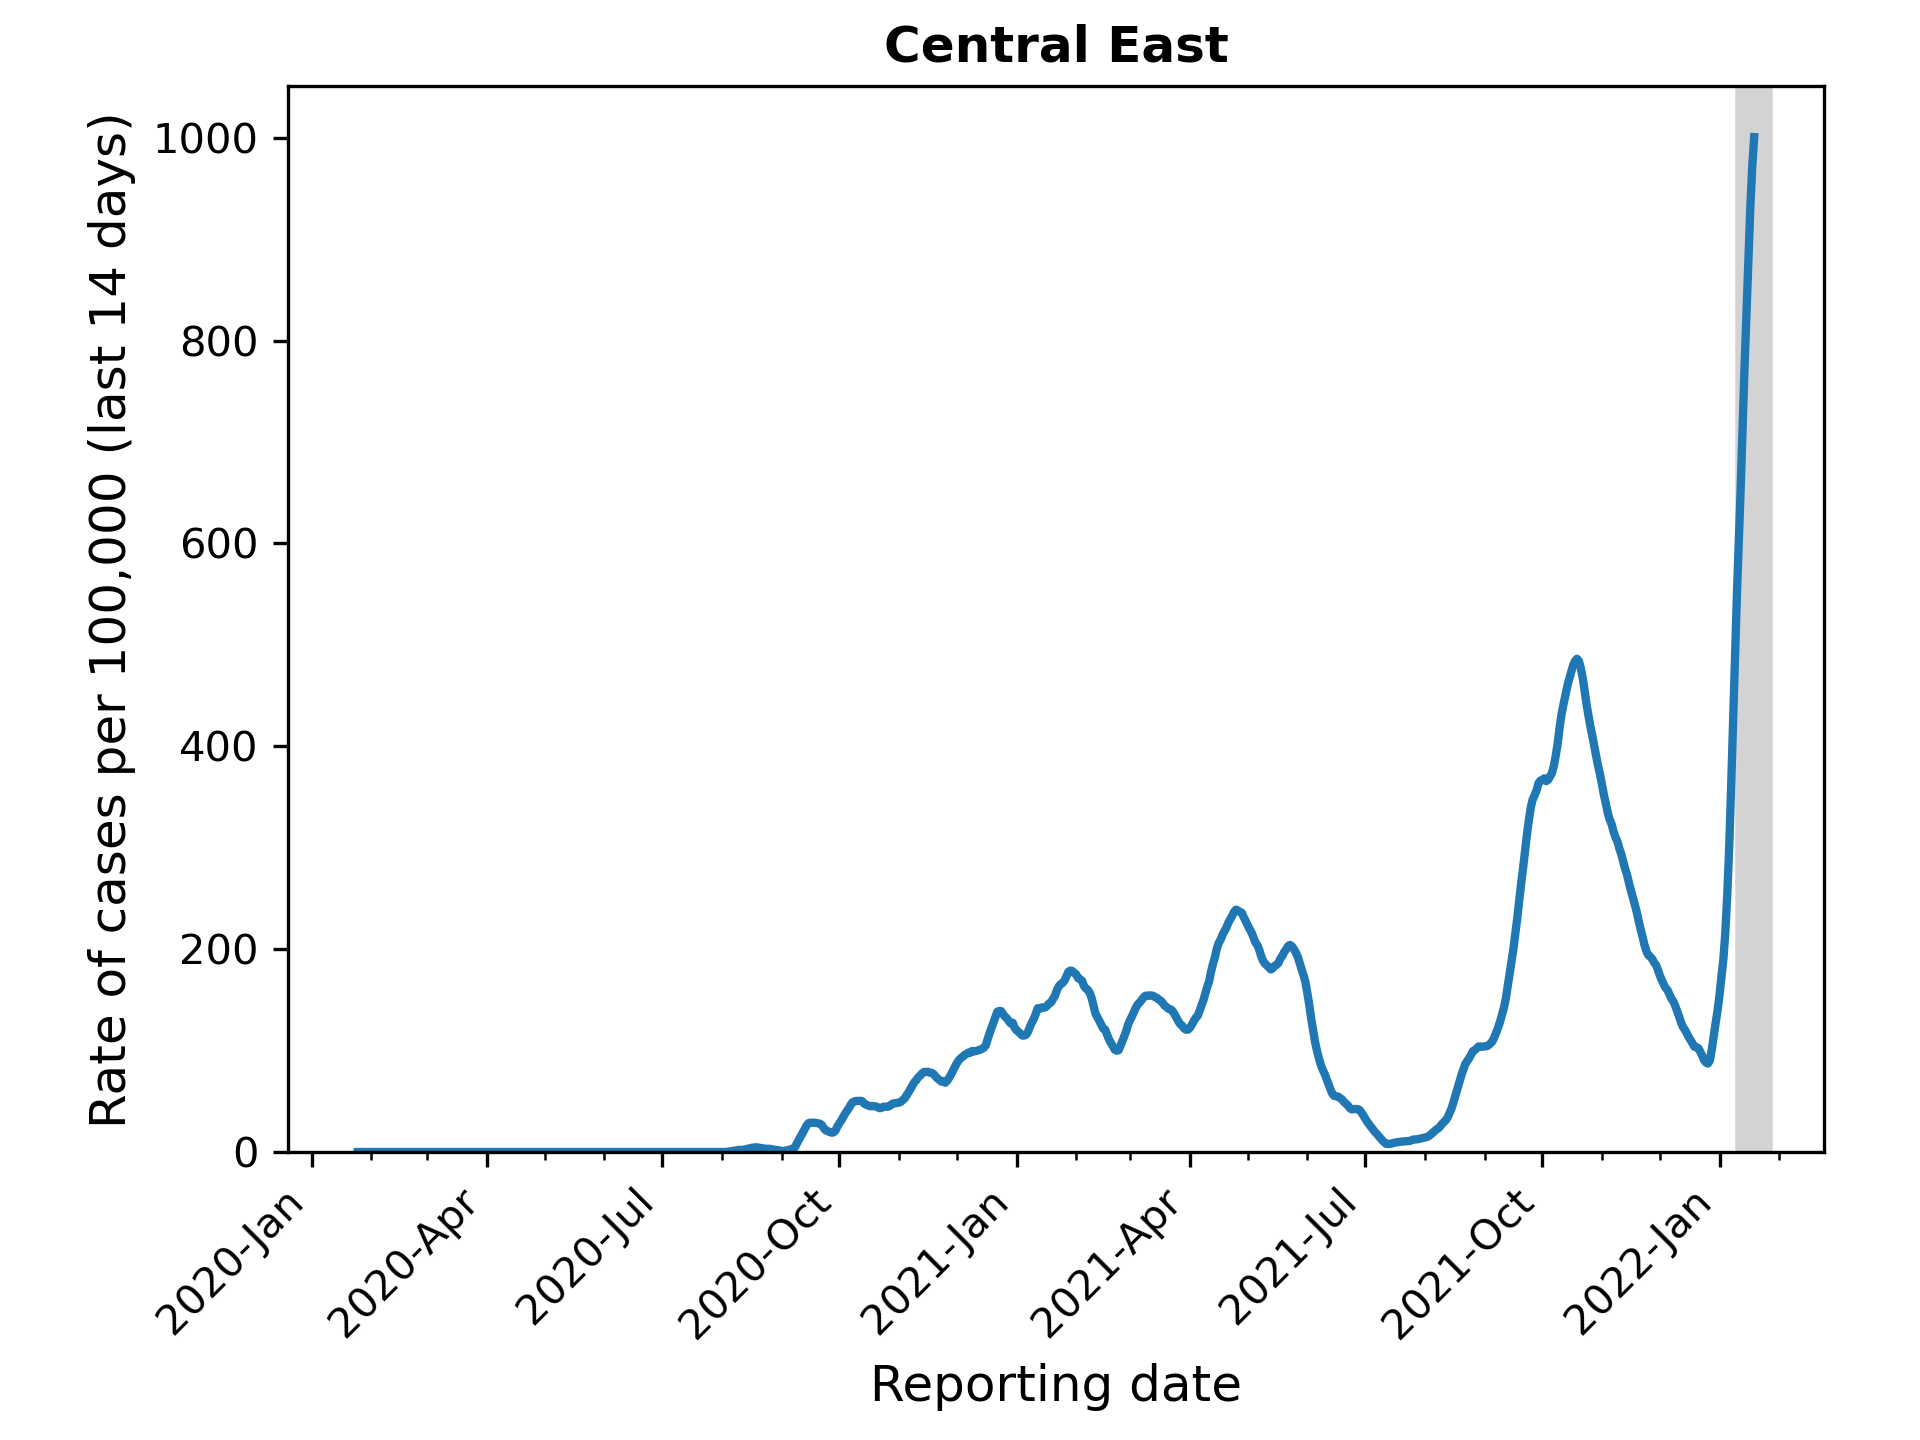 Central East
Rate of cases per 100,000 (last 14 days)
1000
800
600
400
200
0
2020-Jan
2020-Apr
2020-Jul
2020-Oct
2021-Jan
2021-Apr
2021-Jul
2021-Oct
2022-Jan
Reporting date